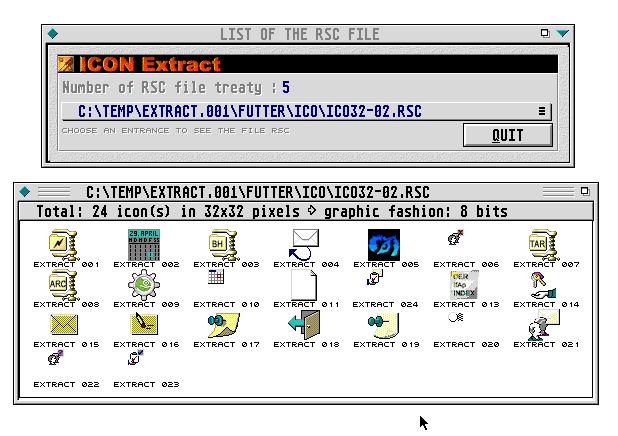 LIST OF THE RSC FILE
ICON Extract
Number of RSC file treaty : 5
C:\TEMP\EXTRACT.001\FUTTER\ICO\ICO32-02.RSC
CHOOSE AN ENTRANCE TO SEE THE FILE RSC
QUIT
C:\TEMP\EXTRACT.001\FUTTER\ICO\ICO32-02.RSC
Total: 24 icon(s) in 32x32 pixels ⇨ graphic fashion: 8 bits
29.APRIL
BH
TAR
EXTRACT 001 EXTRACT 002 EXTRACT 003 EXTRACT 004 EXTRACT 005 EXTRACT 006 EXTRACT 007
ARC
INDEX
EXTRACT 008 EXTRACT 009 EXTRACT 010 EXTRACT 011 EXTRACT 024 EXTRACT 013 EXTRACT 014
EXTRACT 015 EXTRACT 016 EXTRACT 017 EXTRACT 018 EXTRACT 019 EXTRACT 020 EXTRACT 021
EXTRACT 022 EXTRACT 023